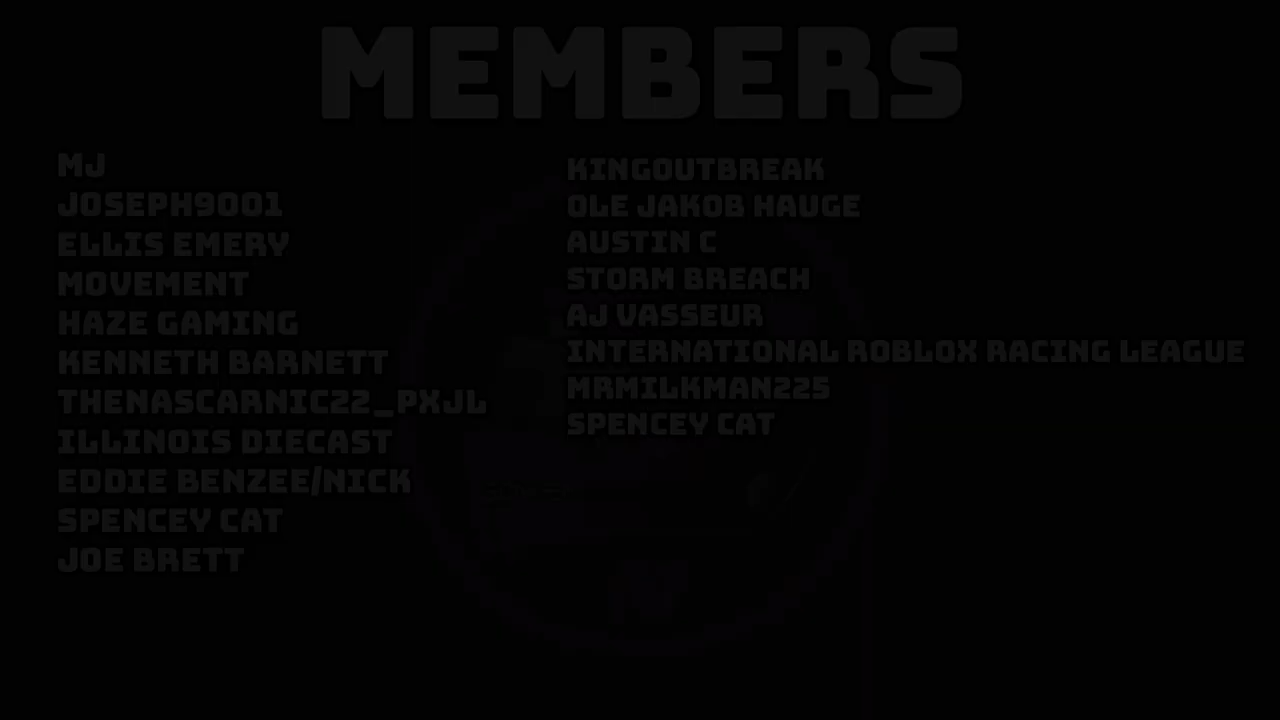 MEMBERS
MJ
JOSEPH9001
ELLIS EMERY
MOVEMENT
HAZE GAMING
KENNETH BARNETT
THENASCARNIC22_PXJL
ILLINOIS DIECAST
EDDIE BENZEE/NICK
SPENCEY CAT
JOE BRETT
KINGOUTBREAK
OLE JAKOB HAUGE
AUSTIN C
STORM BREACH
AJ VASSEUR
INTERNATIONAL ROBLOX RACING LEAGUE
MRMILKMAN225
SPENCEY CAT